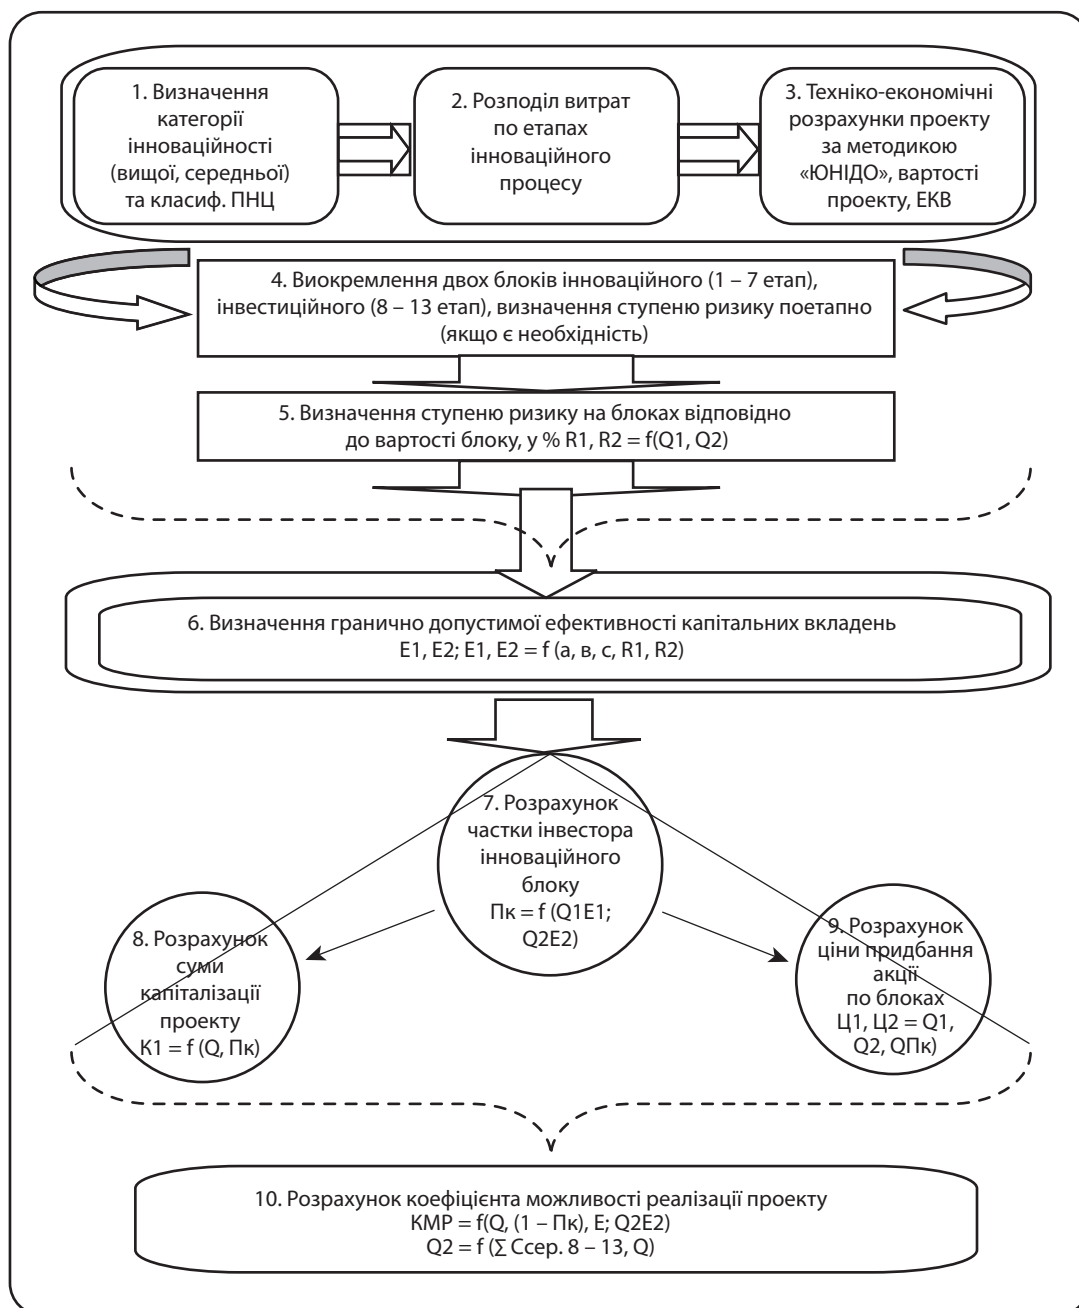 1. Визначення
категорії
інноваційності
(вищої, середньої)
та класиф. ПНЦ
2. Розподіл витрат
по етапах
інноваційного
процесу
3. Техніко-економічні
розрахунки проекту
за методикою
«ЮНІДО», вартості
проекту, ЕКВ
4. Виокремлення двох блоків інноваційного (1 – 7 етап),
інвестиційного (8 – 13 етап), визначення ступеню ризику поетапно
(якщо є необхідність)
5. Визначення ступеню ризику на блоках відповідно
до вартості блоку, у % R1, R2 = f(Q1, Q2)
6. Визначення гранично допустимої ефективності капітальних вкладень
Е1, Е2; Е1, Е2 = f (а, в, с, R1, R2)
7. Розрахунок
частки інвестора
інноваційного
блоку
Пк = f (Q1E1;
Q2E2)
8. Розрахунок
суми
капіталізації
проекту
К1 = f (Q, Пк)
9. Розрахунок
ціни придбання
акції
по блоках
Ц1, Ц2 = Q1,
Q2, QПк)
10. Розрахунок коефіцієнта можливості реалізації проекту
КМР = f(Q, (1 – Пк), Е; Q2E2)
Q2 = f (∑ Ссер. 8 – 13, Q)